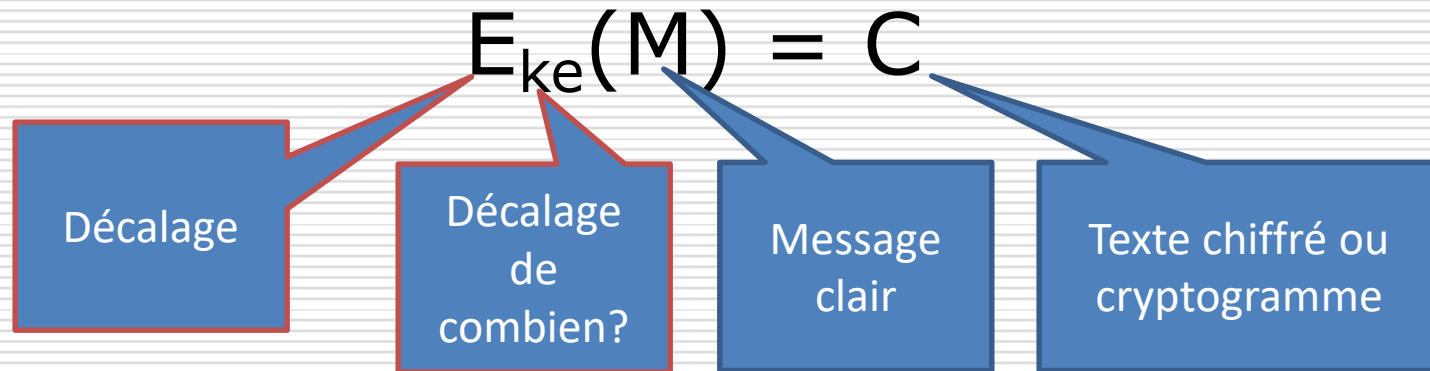 Eke(M) = C
Décalage
Décalage
de
combien?
Message
clair
Texte chiffré ou
cryptogramme